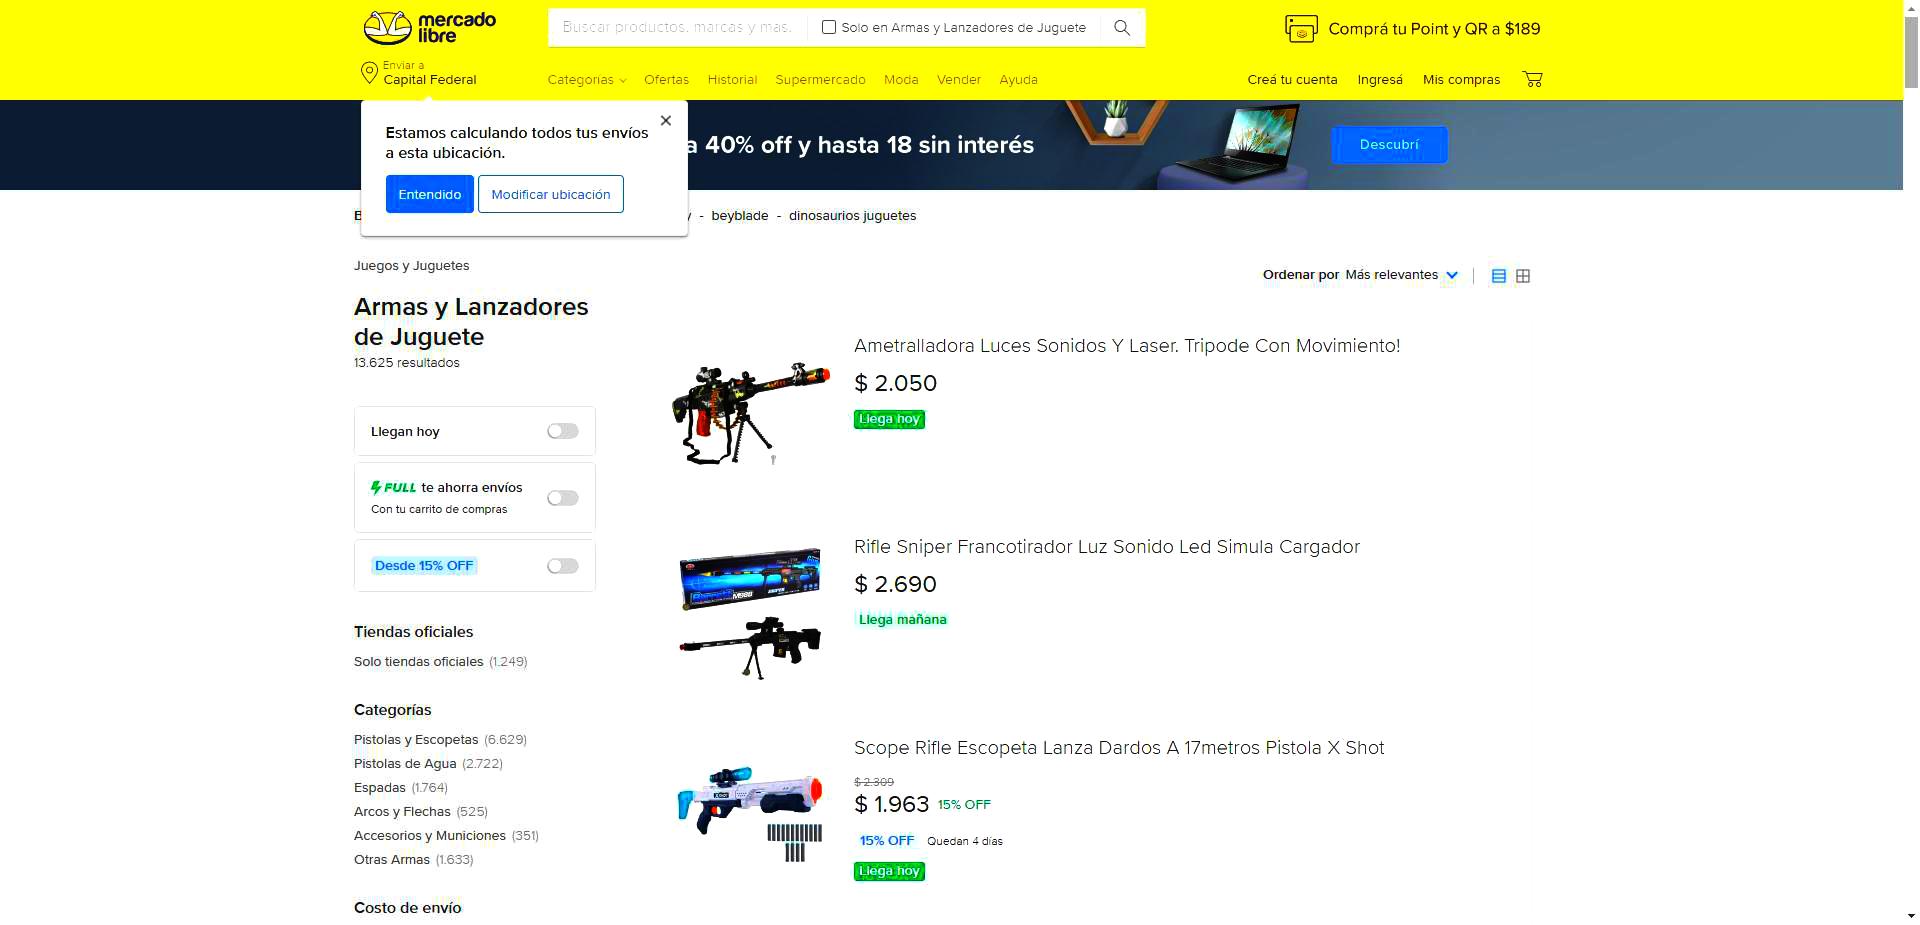 mercado
libre
Buscar productos, marcas y más.
Solo en Armas y Lanzadores de Juguete
Comprá tu Point y QR a $189
Enviar a
Capital Federal
Categorías Ofertas Historial Supermercado Moda Vender Ayuda
Creá tu cuenta Ingresá Mis compras
Estamos calculando todos tus envíos
a esta ubicación.
Entendido Modificar ubicación
a 40% off y hasta 18 sin interés
Descubrí
B y - beyblade - dinosaurios juguetes
Juegos y Juguetes
Armas y Lanzadores
de Juguete
13.625 resultados
Ordenar por Más relevantes
Llegan hoy
FULL te ahorra envíos
Con tu carrito de compras
Desde 15% OFF
Tiendas oficiales
Solo tiendas oficiales (1.249)
Categorías
Pistolas y Escopetas (6.629)
Pistolas de Agua (2.722)
Espadas (1.764)
Arcos y Flechas (525)
Accesorios y Municiones (351)
Otras Armas (1.633)
Costo de envío
Ametralladora Luces Sonidos Y Laser. Tripode Con Movimiento!
$ 2.050
Llega hoy
Rifle Sniper Francotirador Luz Sonido Led Simula Cargador
$ 2.690
Llega mañana
Scope Rifle Escopeta Lanza Dardos A 17metros Pistola X Shot
$ 2.309
$ 1.963 15% OFF
15% OFF Quedan 4 días
Llega hoy